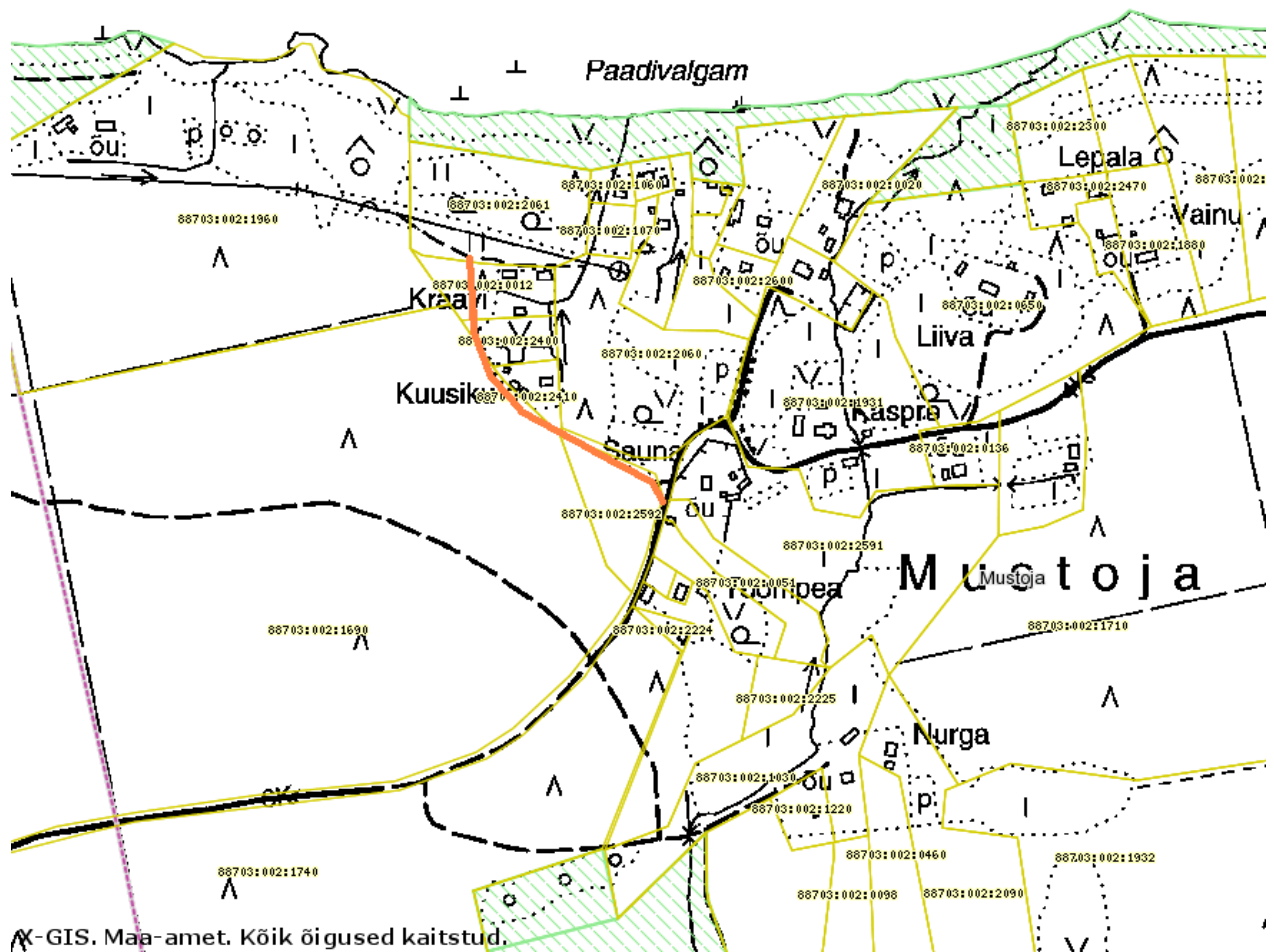 Paadivalgam
88703:002:2300
õu
p
Lepala
88703:002:1060
88703:002:0020
88703:002:2470
88703:002:
88703:002:1960
88703:002:2061
Vainu
88703:002:1070
õu
88703:002:1880
õu
p
88703:002:0012
88703:002:2600
Kraavi
88703:002:0650
Liiva
88703:002:2400
88703:002:2060
p
Kuusiku
88703:002:2410
88703:002:1931
Kaspra
Sauna
88703:002:0136
p
õu
88703:002:2592
88703:002:2591
Mustoja
Mustoja
88703:002:0051
Toompea
88703:002:1690
88703:002:2224
88703:002:1710
88703:002:2225
Nurga
88703:002:1030
õu
p
88703:002:1220
88703:002:0460
88703:002:1932
88703:002:1740
88703:002:0098
88703:002:2090
X-GIS. Maa-amet. Kõik õigused kaitstud.